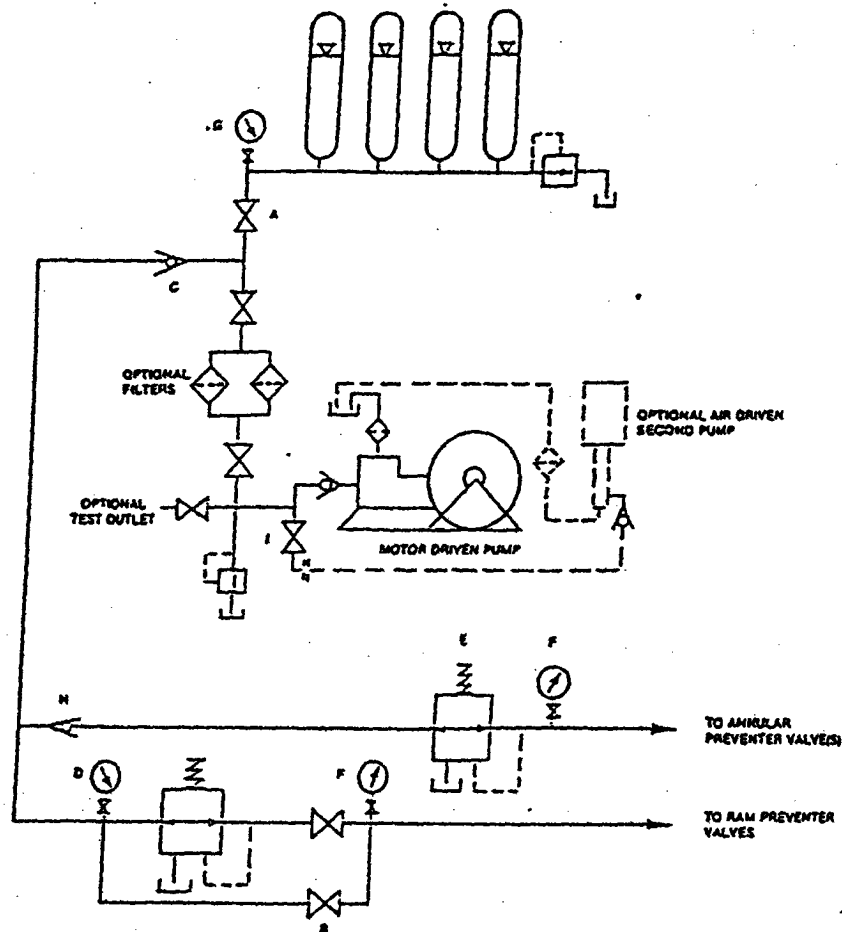 G
A
C
OPTIONAL
FILTERS
OPTIONAL AIR DRIVEN
SECOND PUMP
OPTIONAL
TEST OUTLET
I
MOTOR DRIVEN PUMP
E
F
H
TO ANNULAR
PREVENTER VALVE(S)
D
F
TO RAM PREVENTER
VALVES
B